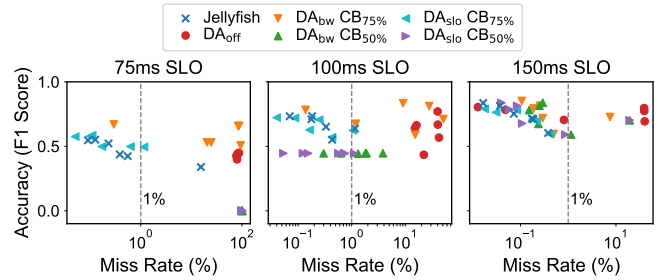 Jellyfish
DA_off
DA_bw CB_75%
DA_bw CB_50%
DA_slo CB_75%
DA_slo CB_50%
75ms SLO
100ms SLO
150ms SLO
Accuracy (F1 Score)
1.0
0.5
0.0
1%
1%
1%
10^0
10^2
10^-1
10^0
10^1
10^-1
10^1
Miss Rate (%)
Miss Rate (%)
Miss Rate (%)